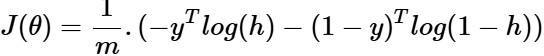 J(θ) = 1/m . (−y^T log(h) − (1 − y)^T log(1 − h))